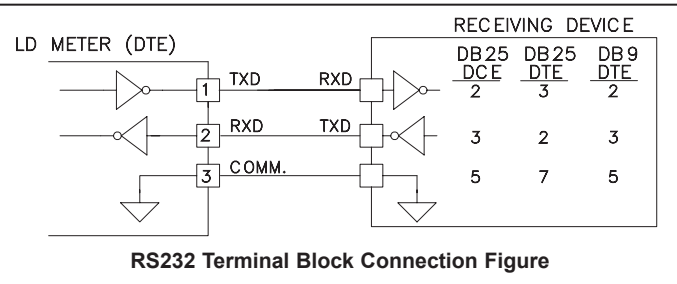 RECEIVING DEVICE
LD METER (DTE)
DB25 DB25 DB9
DCE DTE DTE
1 TXD RXD 2 3 2
2 RXD TXD 3 2 3
3 COMM. 5 7 5
RS232 Terminal Block Connection Figure